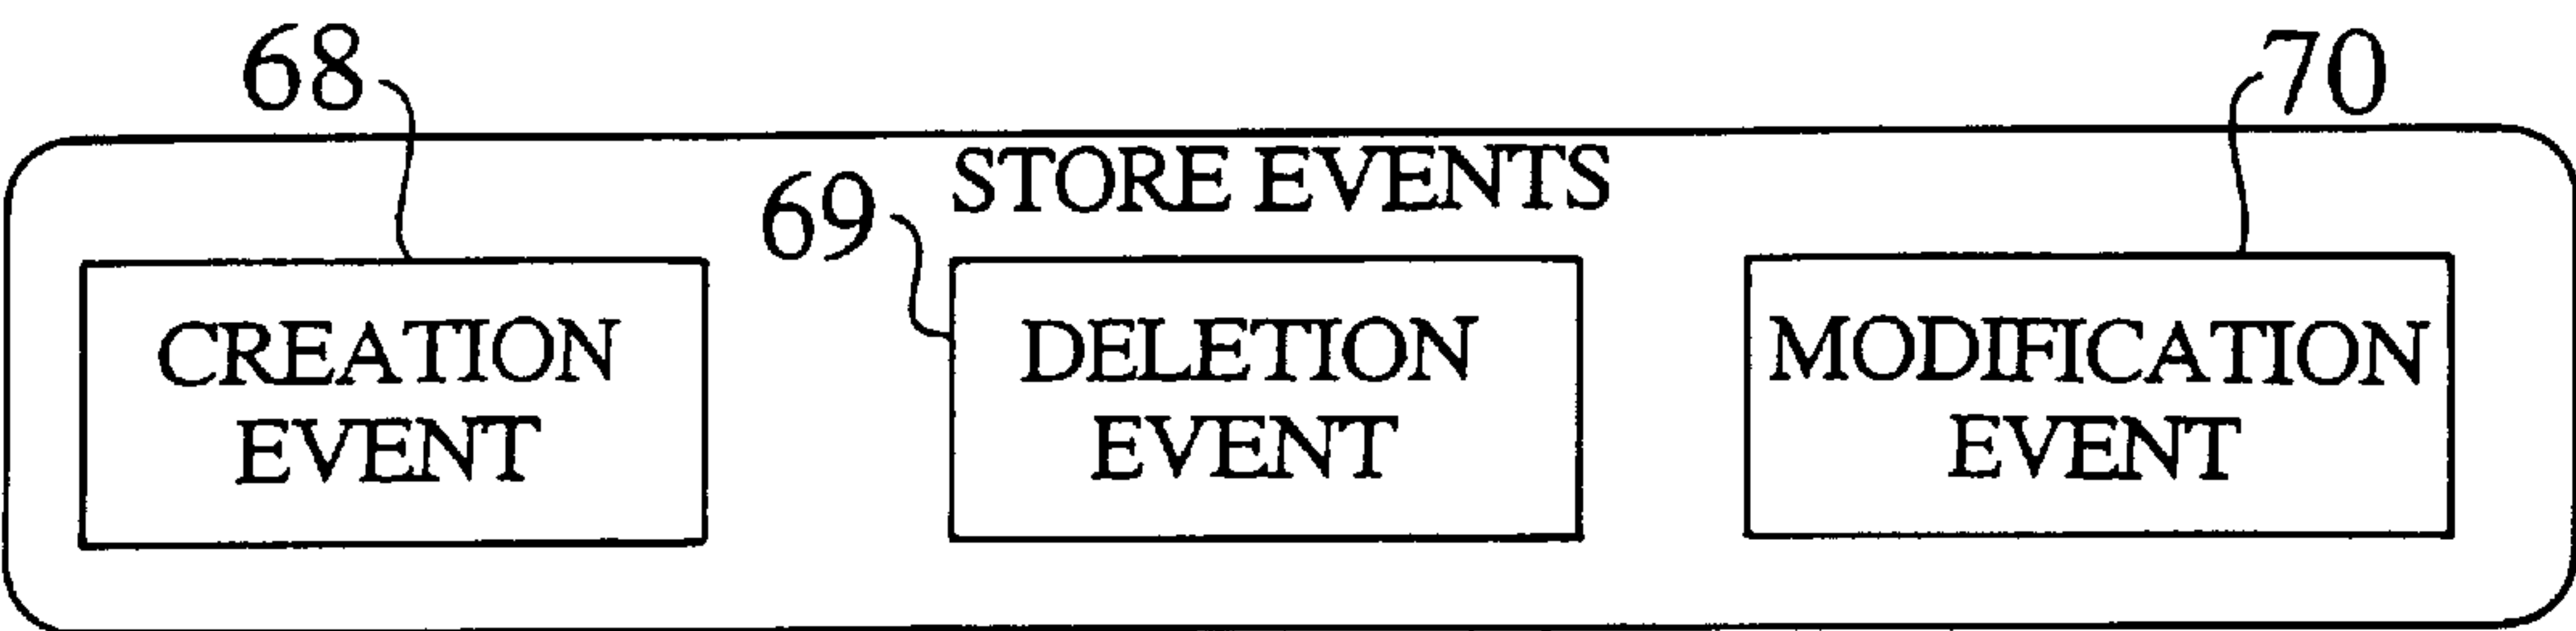 68
70
STORE EVENTS
69
CREATION
EVENT
DELETION
EVENT
MODIFICATION
EVENT